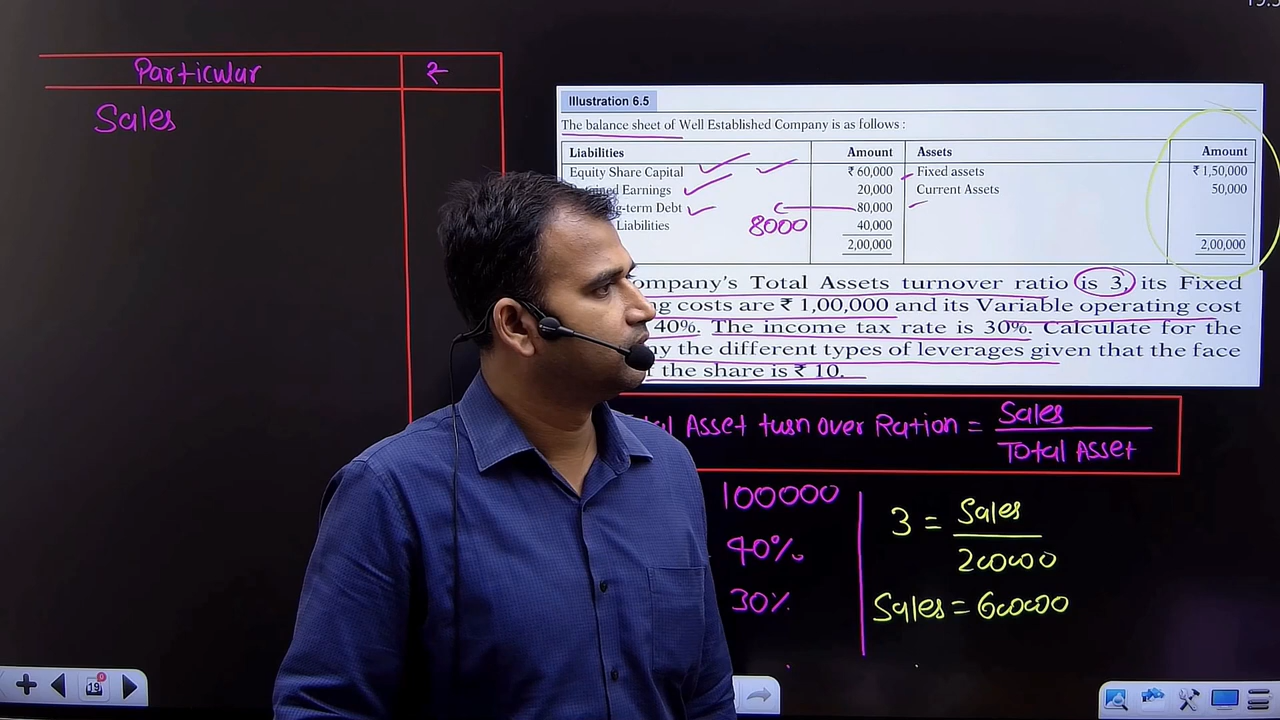 Particular ₹
Sales
Illustration 6.5
The balance sheet of Well Established Company is as follows :
Liabilities Amount Assets Amount
Equity Share Capital ₹ 60,000 Fixed assets ₹ 1,50,000
Earnings 20,000 Current Assets 50,000
-term Debt 8000 80,000
Liabilities 40,000
2,00,000 2,00,000
Total Assets turnover ratio is 3, its Fixed
costs are ₹ 1,00,000 and its Variable operating cost
40%. The income tax rate is 30%. Calculate for the
the different types of leverages given that the face
the share is ₹ 10.
Asset turn over Ration = Sales
Total Asset
100000
40%
30%
3 = Sales
200000
Sales = 600000
19